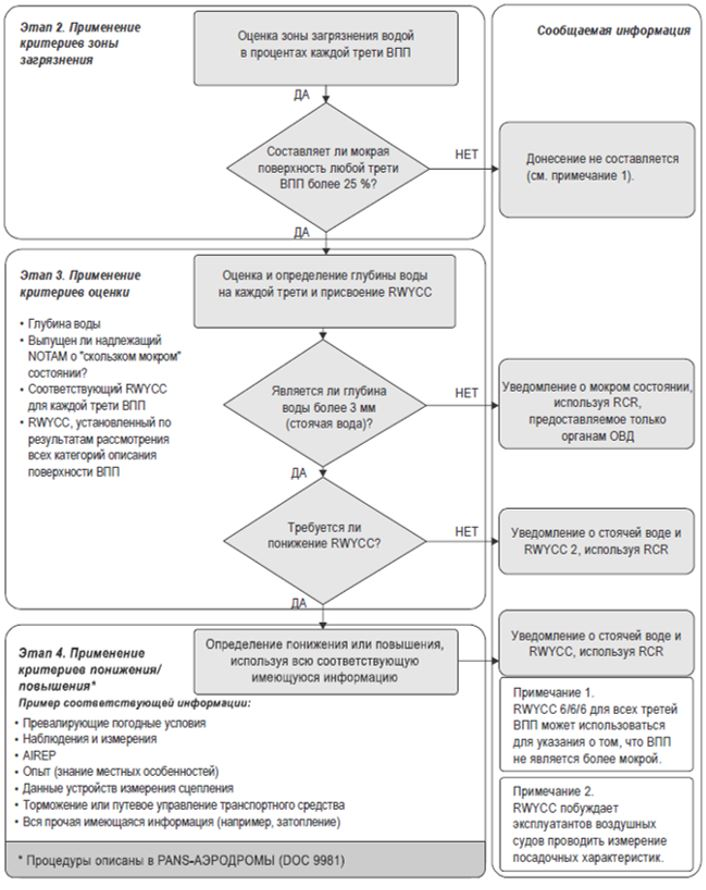 Этап 2. Применение
критериев зоны
загрязнения
Оценка зоны загрязнения водой
в процентах каждой трети ВПП
Сообщаемая информация
ДА
Составляет ли мокрая
поверхность любой трети
ВПП более 25 %?
НЕТ
Донесение не составляется
(см. примечание 1).
ДА
Этап 3. Применение
критериев оценки
• Глубина воды
• Выпущен ли надлежащий
NOTAM о "скользком мокром"
состоянии?
• Соответствующий RWYCC
для каждой трети ВПП
• RWYCC, установленный по
результатам рассмотрения
всех категорий описания
поверхности ВПП
Оценка и определение глубины воды
на каждой трети и присвоение RWYCC
Является ли глубина
воды более 3 мм
(стоячая вода)?
НЕТ
Уведомление о мокром состоянии,
используя RCR,
предоставляемое только
органам ОВД
ДА
Требуется ли
понижение RWYCC?
НЕТ
Уведомление о стоячей воде и
RWYCC 2, используя RCR
ДА
Этап 4. Применение
критериев понижения/
повышения*
Определение понижения или повышения,
используя всю соответствующую
имеющуюся информацию
Уведомление о стоячей воде и
RWYCC, используя RCR
Пример соответствующей информации:
• Превалирующие погодные условия
• Наблюдения и измерения
• AIREP
• Опыт (знание местных особенностей)
• Данные устройств измерения сцепления
• Торможение или путевое управление транспортного средства
• Вся прочая имеющаяся информация (например, затопление)
* Процедуры описаны в PANS-АЭРОДРОМЫ (DOC 9981)
Примечание 1.
RWYCC 6/6/6 для всех третей
ВПП может использоваться
для указания о том, что ВПП
не является более мокрой.
Примечание 2.
RWYCC побуждает
эксплуатантов воздушных
судов проводить измерение
посадочных характеристик.